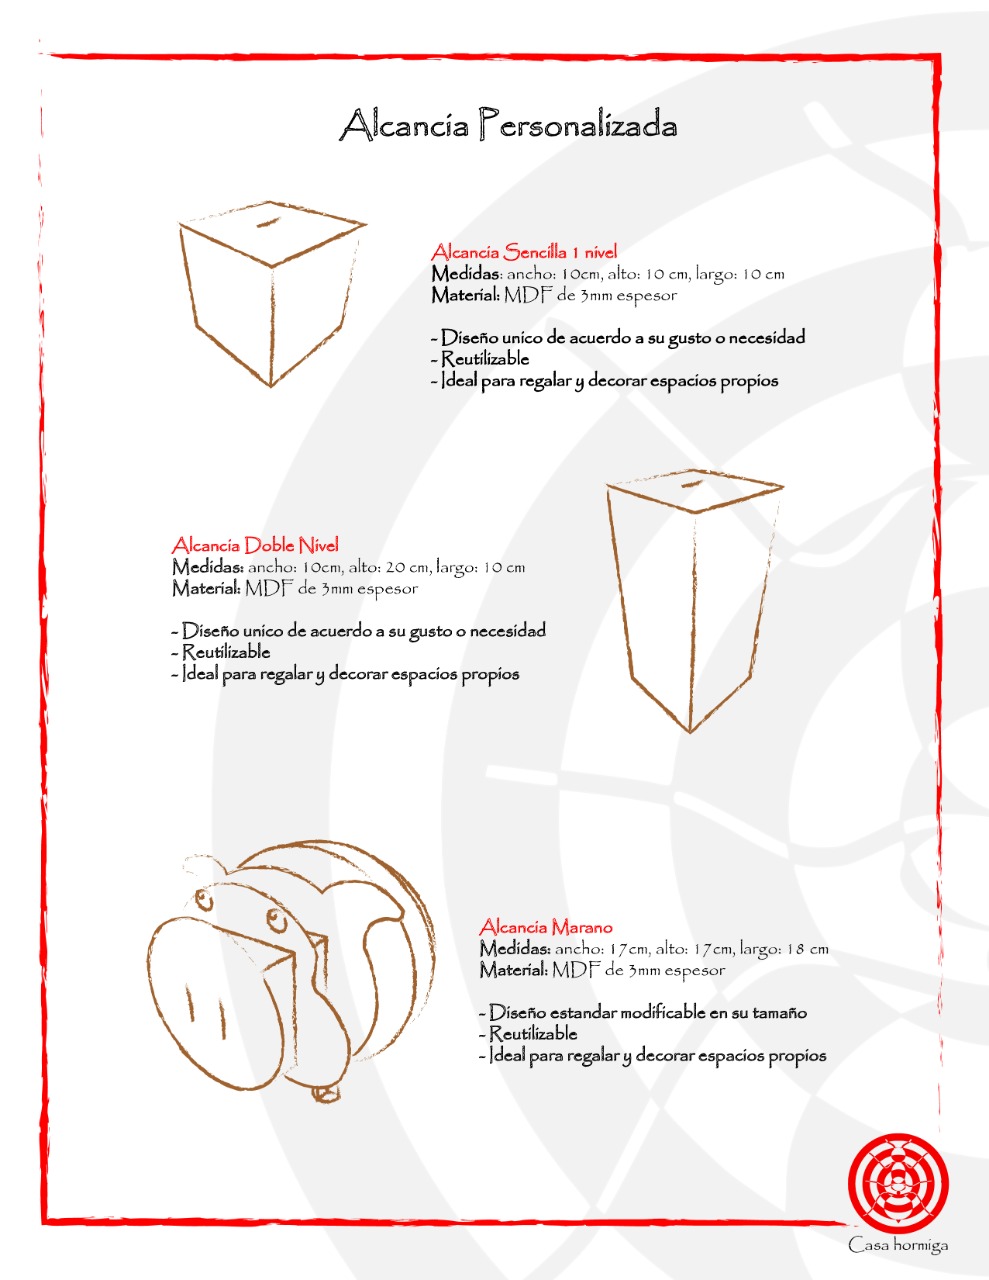 Alcancía Personalizada
Alcancía Sencilla 1 nivel
Medidas: ancho: 10cm, alto: 10 cm, largo: 10 cm
Material: MDF de 3mm espesor
- Diseño unico de acuerdo a su gusto o necesidad
- Reutilizable
- Ideal para regalar y decorar espacios propios
Alcancía Doble Nivel
Medidas: ancho: 10cm, alto: 20 cm, largo: 10 cm
Material: MDF de 3mm espesor
- Diseño unico de acuerdo a su gusto o necesidad
- Reutilizable
- Ideal para regalar y decorar espacios propios
Alcancía Marano
Medidas: ancho: 17cm, alto: 17cm, largo: 18 cm
Material: MDF de 3mm espesor
- Diseño estandar modificable en su tamaño
- Reutilizable
- Ideal para regalar y decorar espacios propios
Casa hormiga